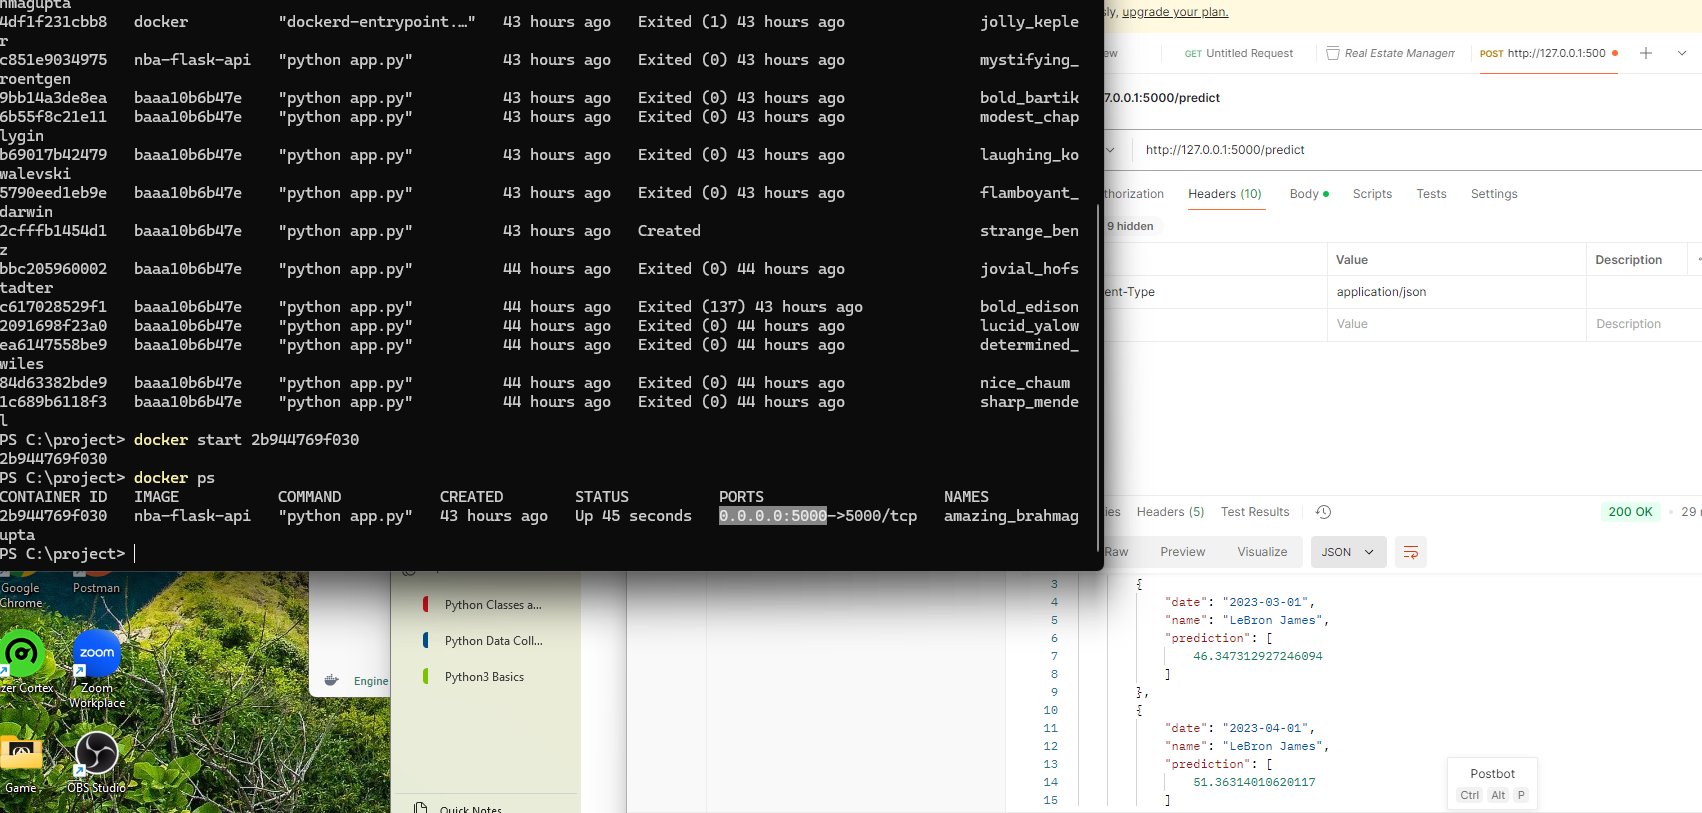 nmagupta
4df1f231cbb8 docker "dockerd-entrypoint.…" 43 hours ago Exited (1) 43 hours ago jolly_keple
r
c851e9034975 nba-flask-api "python app.py" 43 hours ago Exited (0) 43 hours ago mystifying_
roentgen
9bb14a3de8ea baaa10b6b47e "python app.py" 43 hours ago Exited (0) 43 hours ago bold_bartik
6b55f8c21e11 baaa10b6b47e "python app.py" 43 hours ago Exited (0) 43 hours ago modest_chap
lygin
b69017b42479 baaa10b6b47e "python app.py" 43 hours ago Exited (0) 43 hours ago laughing_ko
walevski
5790eed1eb9e baaa10b6b47e "python app.py" 43 hours ago Exited (0) 43 hours ago flamboyant_
darwin
2cfffb1454d1 baaa10b6b47e "python app.py" 43 hours ago Created strange_ben
z
bbc205960002 baaa10b6b47e "python app.py" 44 hours ago Exited (0) 44 hours ago jovial_hofs
tadter
c617028529f1 baaa10b6b47e "python app.py" 44 hours ago Exited (137) 43 hours ago bold_edison
2091698f23a0 baaa10b6b47e "python app.py" 44 hours ago Exited (0) 44 hours ago lucid_yalow
ea6147558be9 baaa10b6b47e "python app.py" 44 hours ago Exited (0) 44 hours ago determined_
wiles
84d63382bde9 baaa10b6b47e "python app.py" 44 hours ago Exited (0) 44 hours ago nice_chaum
1c689b6118f3 baaa10b6b47e "python app.py" 44 hours ago Exited (0) 44 hours ago sharp_mende
l
PS C:\project> docker start 2b944769f030
2b944769f030
PS C:\project> docker ps
CONTAINER ID IMAGE COMMAND CREATED STATUS PORTS NAMES
2b944769f030 nba-flask-api "python app.py" 43 hours ago Up 45 seconds 0.0.0.0:5000->5000/tcp amazing_brahmag
upta
PS C:\project>
sly, upgrade your plan.
ew GET Untitled Request Real Estate Managem POST http://127.0.0.1:500
7.0.0.1:5000/predict
http://127.0.0.1:5000/predict
thorization Headers (10) Body Scripts Tests Settings
9 hidden
Value Description
ent-Type application/json
Value Description
ies Headers (5) Test Results 200 OK 29
Raw Preview Visualize JSON
3 {
4 "date": "2023-03-01",
5 "name": "LeBron James",
6 "prediction": [
7 46.347312927246094
8 ]
9 },
10 {
11 "date": "2023-04-01",
12 "name": "LeBron James",
13 "prediction": [
14 51.36314010620117
15 ]
Postbot
Ctrl Alt P
Google
Chrome
Postman
zer Cortex
zoom
Zoom
Workplace
Game
OBS Studio
Engine
Python Classes a...
Python Data Coll...
Python3 Basics
Quick Notes